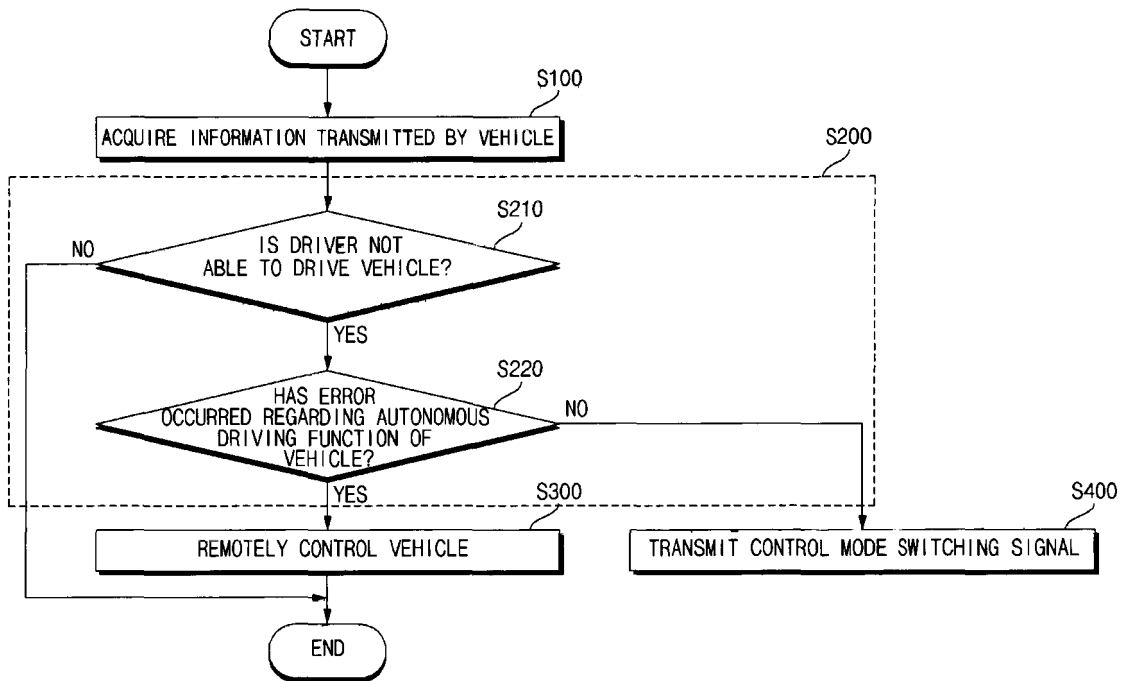 START
S100
ACQUIRE INFORMATION TRANSMITTED BY VEHICLE
S200
S210
NO
IS DRIVER NOT
ABLE TO DRIVE VEHICLE?
YES
S220
HAS ERROR
OCCURRED REGARDING AUTONOMOUS
DRIVING FUNCTION OF
VEHICLE?
NO
YES
S300
REMOTELY CONTROL VEHICLE
S400
TRANSMIT CONTROL MODE SWITCHING SIGNAL
END